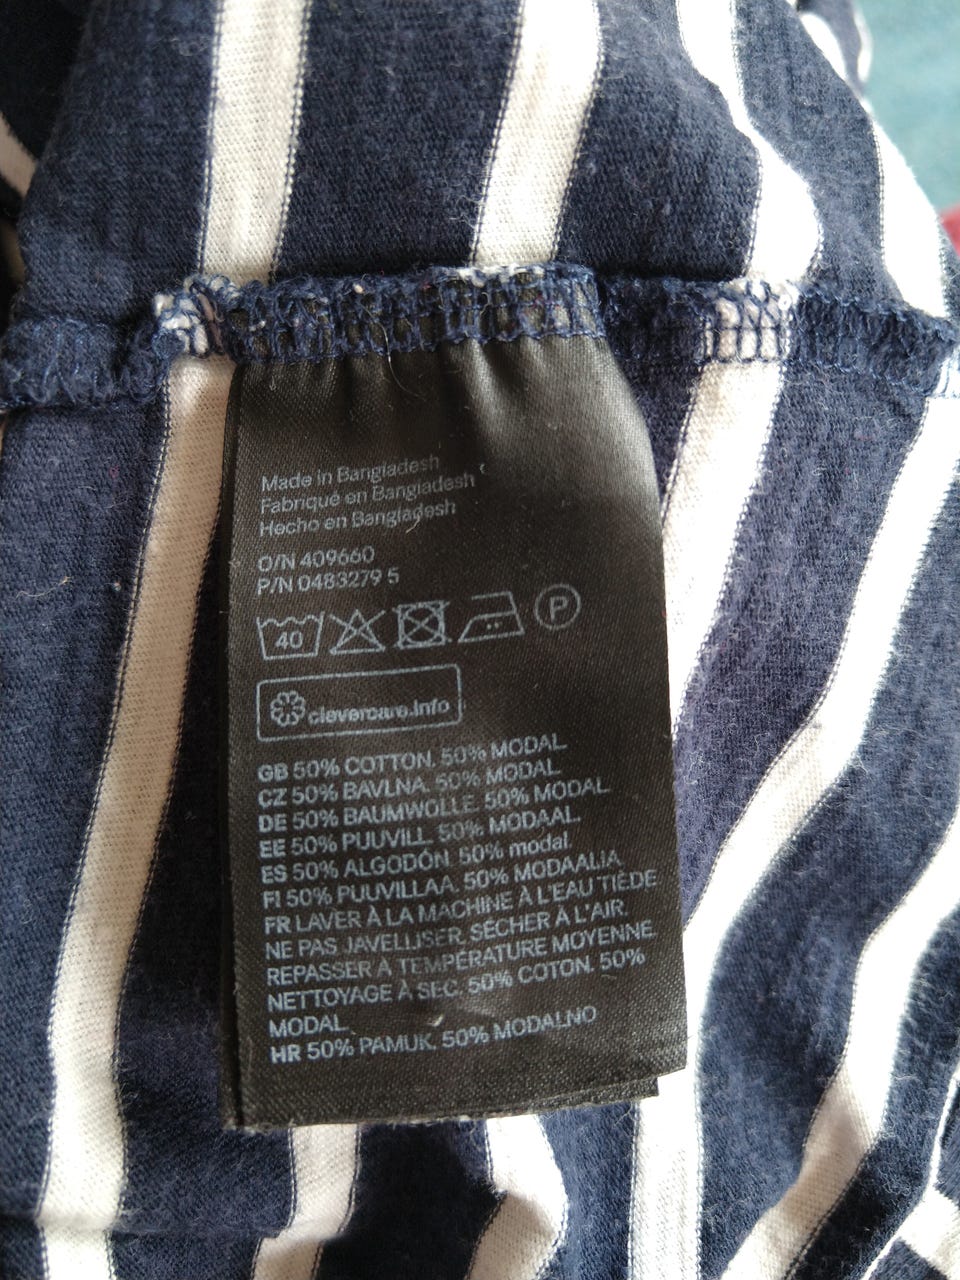 Made in Bangladesh
Fabriqué en Bangladesh
Hecho en Bangladesh
O/N 409660
P/N 0483279 5
40
P
clevercare.info
GB 50% COTTON. 50% MODAL
CZ 50% BAVLNA. 50% MODAL
DE 50% BAUMWOLLE. 50% MODAL
EE 50% PUUVILL. 50% MODAAL
ES 50% ALGODÓN. 50% modal.
FI 50% PUUVILLAA. 50% MODAALIA
FR LAVER À LA MACHINE À L'EAU TIÈDE
NE PAS JAVELLISER. SÉCHER À L'AIR.
REPASSER À TEMPÉRATURE MOYENNE
NETTOYAGE À SEC. 50% COTON. 50%
MODAL
HR 50% PAMUK. 50% MODALNO